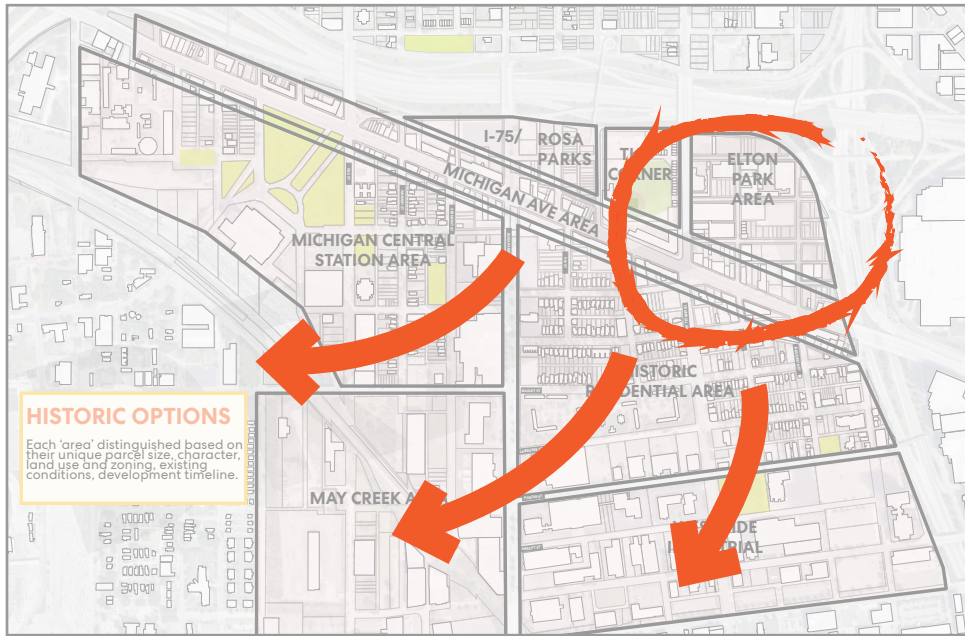 I-75/
ROSA
PARKS
CORNER
ELTON
PARK
AREA
MICHIGAN AVE AREA
MICHIGAN CENTRAL
STATION AREA
AREA
HISTORIC OPTIONS
Each ‘area’ distinguished based on
their unique parcel size, character,
land use and zoning, existing
conditions, development timeline.
MAY CREEK